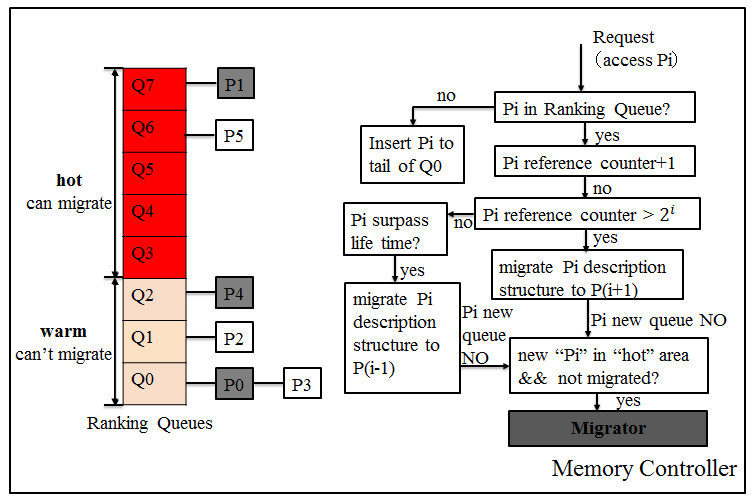 Q7
P1
Q6
P5
Q5
hot
can migrate
Q4
Q3
Q2
P4
warm
can't migrate
Q1
P2
Q0
P0
P3
Ranking Queues
Request
(access Pi)
no
Pi in Ranking Queue?
Insert Pi to
tail of Q0
yes
Pi reference counter+1
no
Pi surpass
life time?
no
Pi reference counter > 2^i
yes
yes
migrate Pi description
structure to P(i+1)
migrate Pi
description
structure to
P(i-1)
Pi new
queue
NO
Pi new queue NO
new “Pi” in “hot” area
&& not migrated?
yes
Migrator
Memory Controller